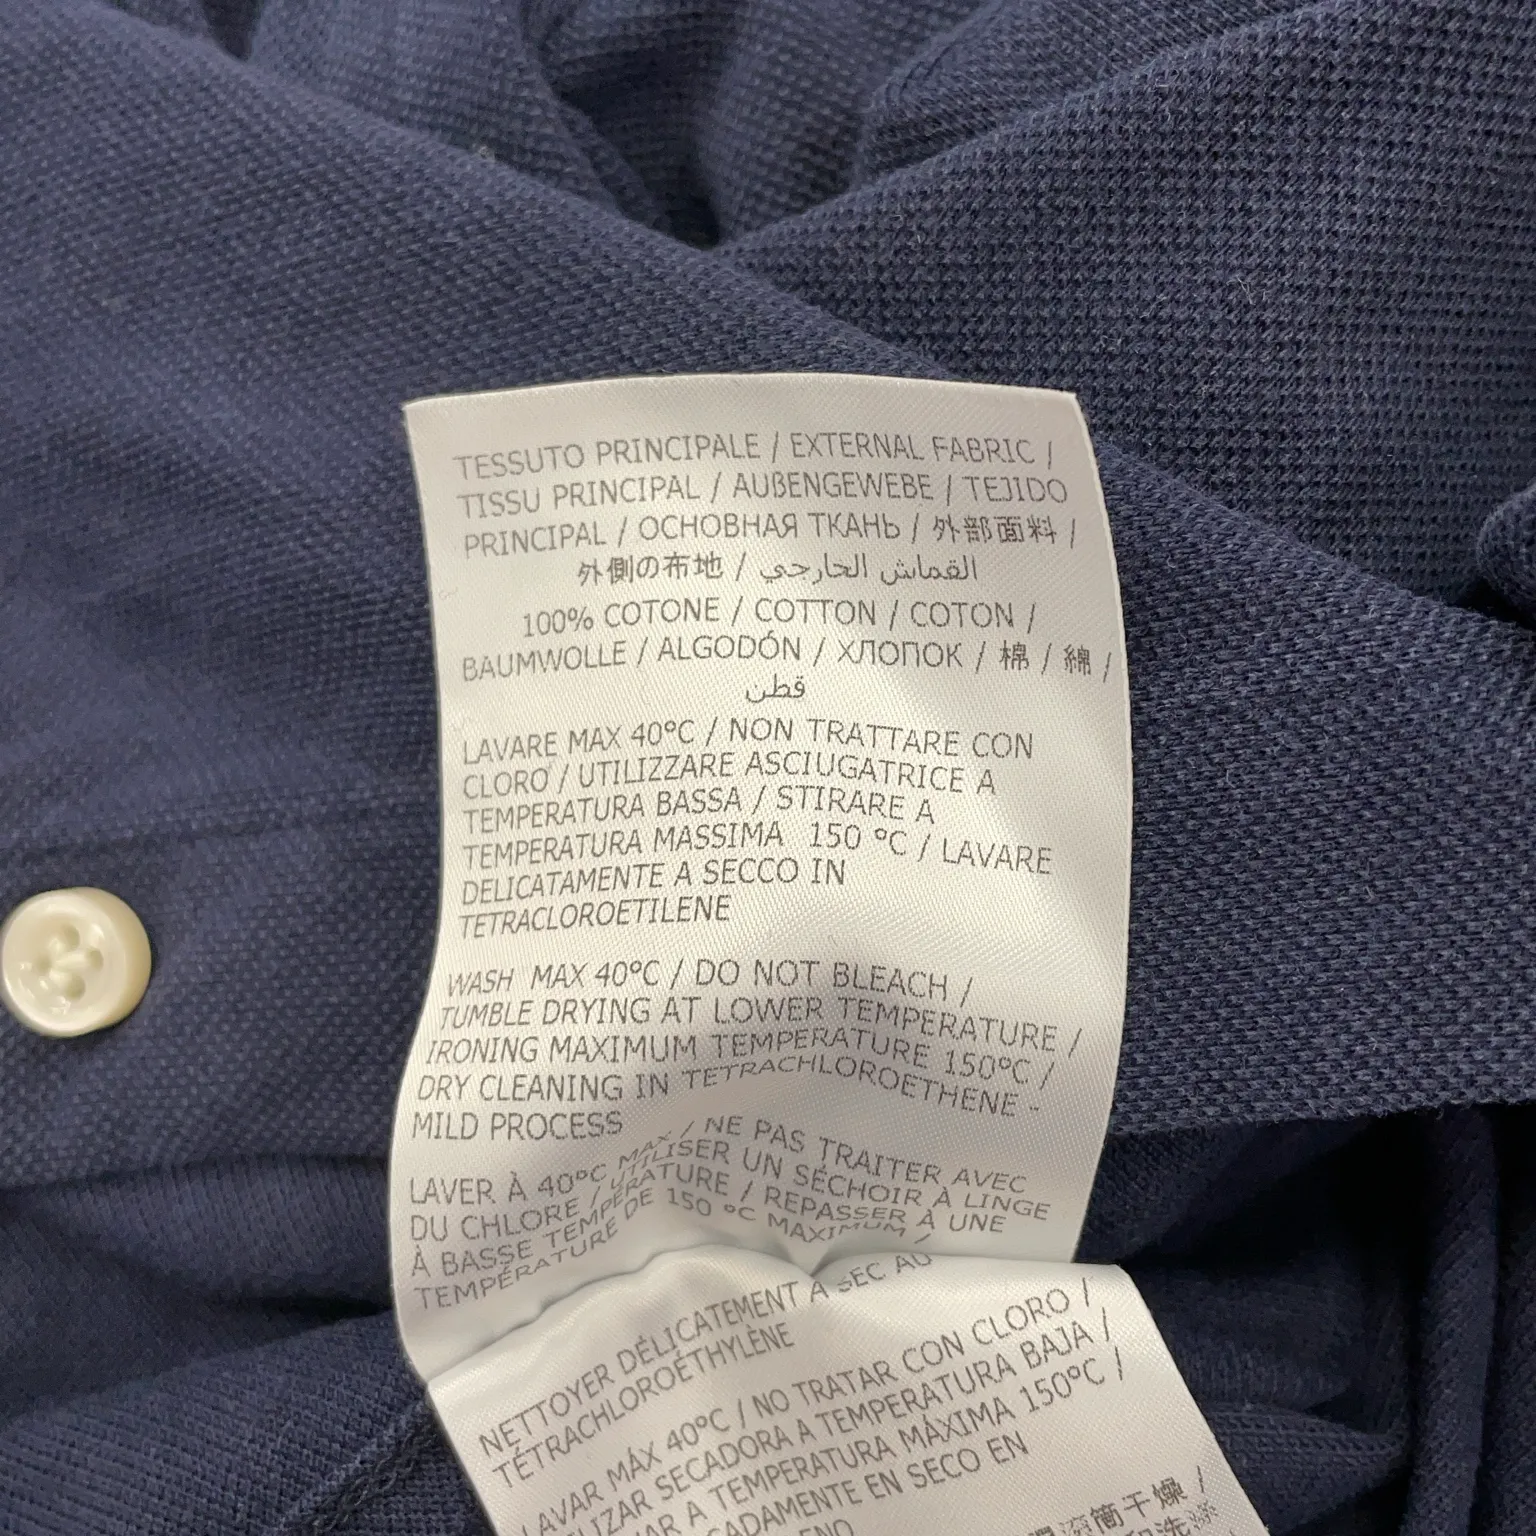 TESSUTO PRINCIPALE / EXTERNAL FABRIC /
TISSU PRINCIPAL / AUßENGEWEBE / TEJIDO
PRINCIPAL / ОСНОВНАЯ ТКАНЬ / 外部面料 /
外側の布地 / القماش الخارجي
100% COTONE / COTTON / COTON /
BAUMWOLLE / ALGODÓN / ХЛОПОК / 棉 / 綿 /
قطن
LAVARE MAX 40°C / NON TRATTARE CON
CLORO / UTILIZZARE ASCIUGATRICE A
TEMPERATURA BASSA / STIRARE A
TEMPERATURA MASSIMA 150 °C / LAVARE
DELICATAMENTE A SECCO IN
TETRACLOROETILENE
WASH MAX 40°C / DO NOT BLEACH /
TUMBLE DRYING AT LOWER TEMPERATURE /
IRONING MAXIMUM TEMPERATURE 150°C /
DRY CLEANING IN TETRACHLOROETHENE -
MILD PROCESS
LAVER À 40°C MAX / NE PAS TRAITER AVEC
DU CHLORE / UTILISER UN SÉCHOIR À LINGE
À BASSE TEMPÉRATURE / REPASSER À UNE
TEMPÉRATURE DE 150 °C MAXIMUM /
NETTOYER DÉLICATEMENT À SEC AU
TÉTRACHLOROÉTHYLÈNE
LAVAR MÁX 40°C / NO TRATAR CON CLORO /
SECADORA A TEMPERATURA BAJA /
A TEMPERATURA MÁXIMA 150°C /
EN SECO EN
简干燥 /